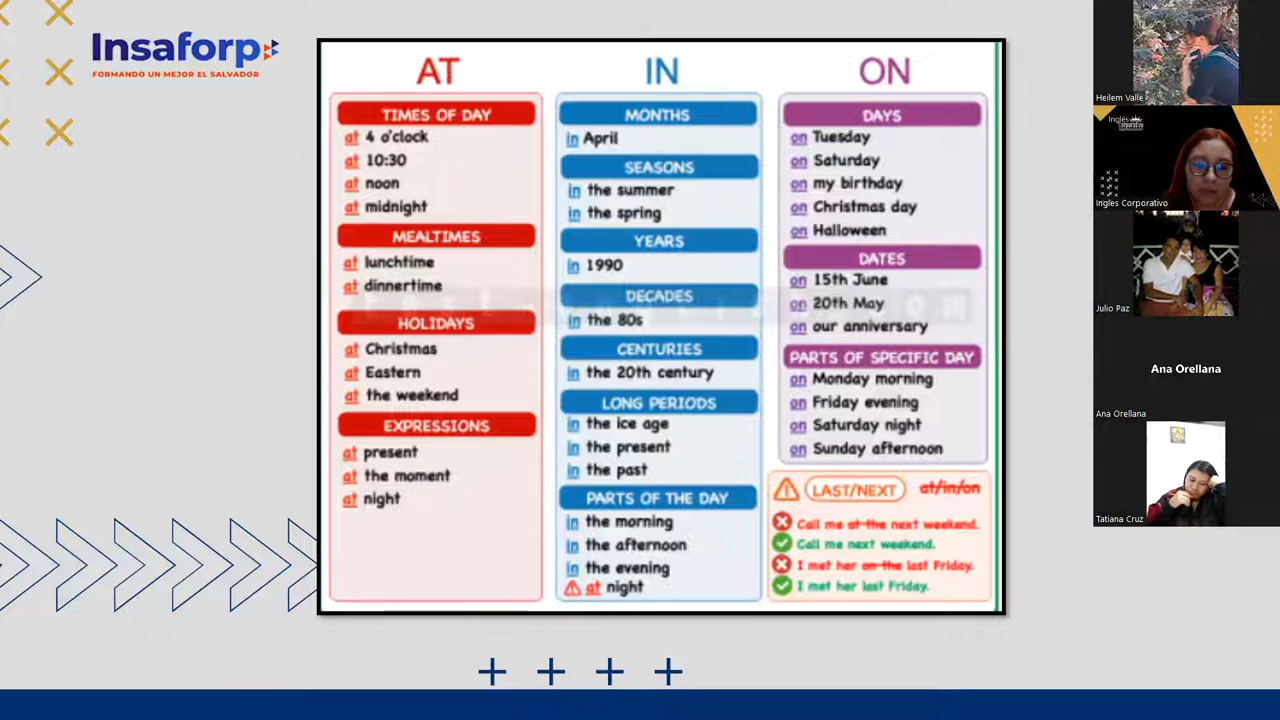 Insaforp
FORMANDO UN MEJOR EL SALVADOR
AT
TIMES OF DAY
at 4 o'clock
at 10:30
at noon
at midnight
MEALTIMES
at lunchtime
at dinnertime
HOLIDAYS
at Christmas
at Eastern
at the weekend
EXPRESSIONS
at present
at the moment
at night
IN
MONTHS
in April
SEASONS
in the summer
in the spring
YEARS
in 1990
DECADES
in the 80s
CENTURIES
in the 20th century
LONG PERIODS
in the ice age
in the present
in the past
PARTS OF THE DAY
in the morning
in the afternoon
in the evening
at night
ON
DAYS
on Tuesday
on Saturday
on my birthday
on Christmas day
on Halloween
DATES
on 15th June
on 20th May
on our anniversary
PARTS OF SPECIFIC DAY
on Monday morning
on Friday evening
on Saturday night
on Sunday afternoon
LAST/NEXT at/in/on
Call me at the next weekend.
Call me next weekend.
I met her on the last Friday.
I met her last Friday.
Heilem Valle
Inglés
Corporativo
Ingles Corporativo
Julio Paz
Ana Orellana
Ana Orellana
Tatiana Cruz